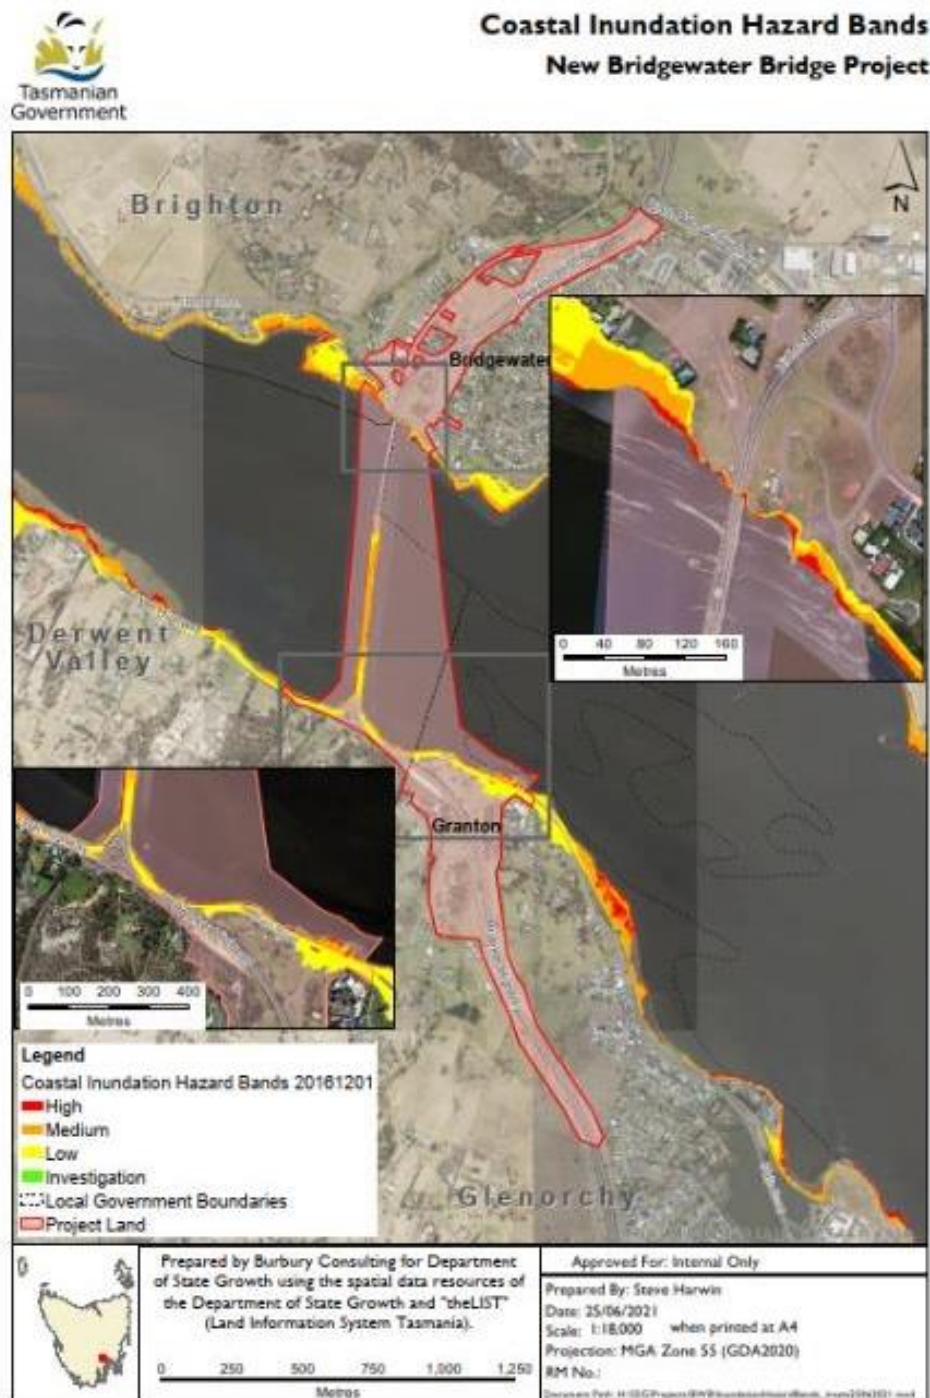 Tasmanian
Government
Coastal Inundation Hazard Bands
New Bridgewater Bridge Project
Brighton
N
Bridgewater
0 40 80 120 160
Metres
Derwent
Valley
Granton
0 100 200 300 400
Metres
Legend
Coastal Inundation Hazard Bands 20161201
High
Medium
Low
Investigation
Local Government Boundaries
Project Land
Glenorchy
Prepared by Burbury Consulting for Department
of State Growth using the spatial data resources of
the Department of State Growth and "theLIST"
(Land Information System Tasmania).
0 250 500 750 1,000 1,250
Metres
Approved For: Internal Only
Prepared By: Steve Harwin
Date: 25/06/2021
Scale: 1:18,000 when printed at A4
Projection: MGA Zone 55 (GDA2020)
RM No.:
Document Path: